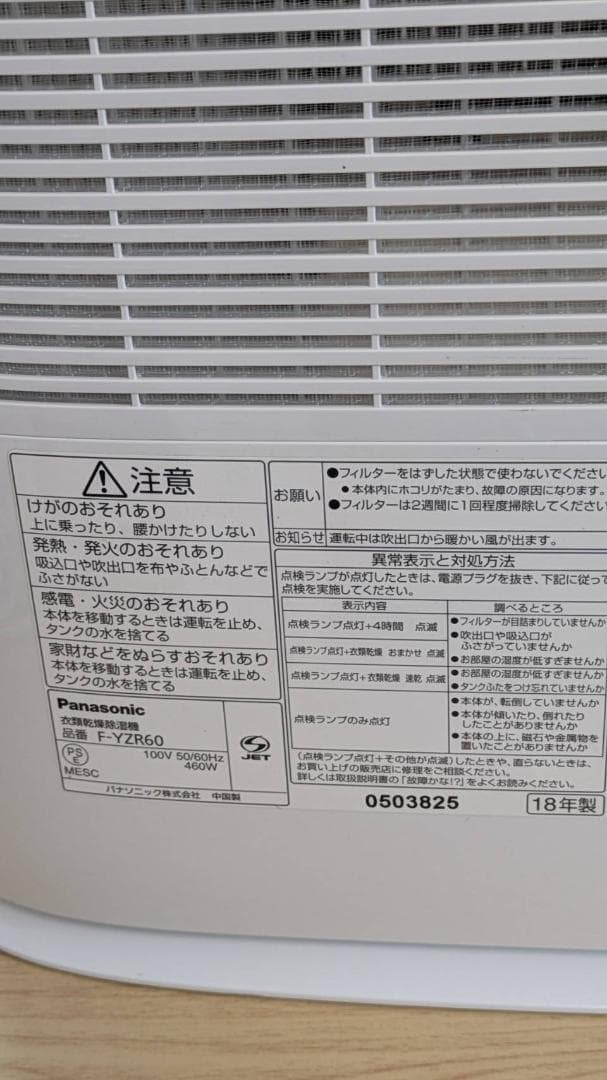 注意
けがのおそれあり
上に乗ったり、腰かけたりしない
発熱・発火のおそれあり
吸込口や吹出口を布やふとんなどで
ふさがない
感電・火災のおそれあり
本体を移動するときは運転を止め、
タンクの水を捨てる
家財などをぬらすおそれあり
本体を移動するときは運転を止め、
タンクの水を捨てる
Panasonic
衣類乾燥除湿機
品番 F-YZR60
100V 50/60Hz
460W
PS
E
MESC
JET
パナソニック株式会社 中国製
お願い
●フィルターをはずした状態で使わないでくださ
●本体内にホコリがたまり、故障の原因になります。
●フィルターは2週間に1回程度掃除してくださ
お知らせ 運転中は吹出口から暖かい風が出ます。
異常表示と対処方法
点検ランプが点灯したときは、電源プラグを抜き、下記に従って
点検を実施してください。
表示内容 調べるところ
点検ランプ点灯+4時間 点滅
●フィルターが目詰まりしていませんか
●吹出口や吸込口が
ふさがっていませんか
点検ランプ点灯+衣類乾燥 おまかせ 点滅
●お部屋の湿度が低すぎませんか
点検ランプ点灯+衣類乾燥 速乾 点滅
●お部屋の温度が低すぎませんか
●タンクふたをつけ忘れていませんか
点検ランプのみ点灯
●本体が、転倒していませんか
●本体が傾いたり、倒れたり
したことがありませんか
●本体の上に、磁石や金属物を
置いたことがありませんか
(点検ランプ点灯+その他が点滅)したときや、直らないときは、
お買い上げの販売店に修理をご相談ください。
詳しくは取扱説明書の「故障かな!?」をよくお読みください。
0503825
18年製